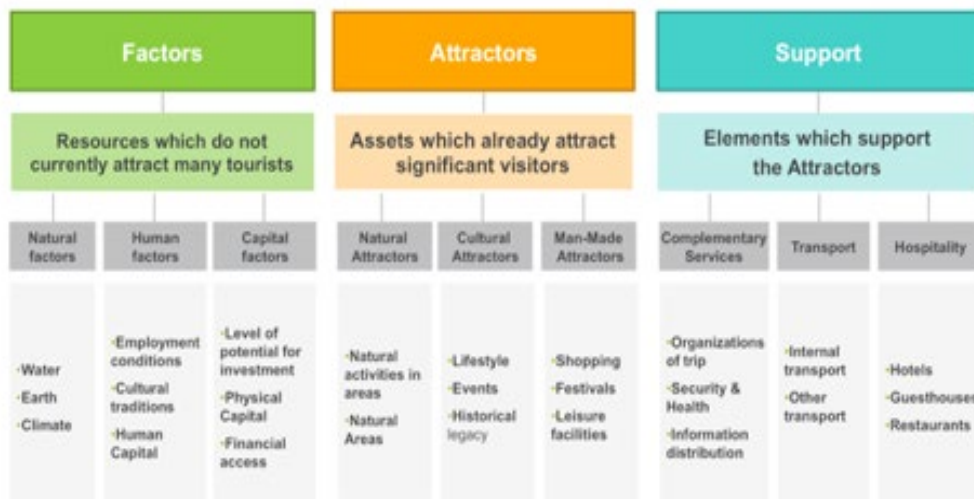 Factors
Resources which do not
currently attract many tourists
Natural
factors
•Water
•Earth
•Climate
Human
factors
•Employment
conditions
•Cultural
traditions
•Human
Capital
Capital
factors
•Level of
potential for
investment
•Physical
Capital
•Financial
access
Attractors
Assets which already attract
significant visitors
Natural
Attractors
•Natural
activities in
areas
•Natural
Areas
Cultural
Attractors
•Lifestyle
•Events
•Historical
legacy
Man-Made
Attractors
•Shopping
•Festivals
•Leisure
facilities
Support
Elements which support
the Attractors
Complementary
Services
•Organizations
of trip
•Security &
Health
•Information
distribution
Transport
•Internal
transport
•Other
transport
Hospitality
•Hotels
•Guesthouses
•Restaurants